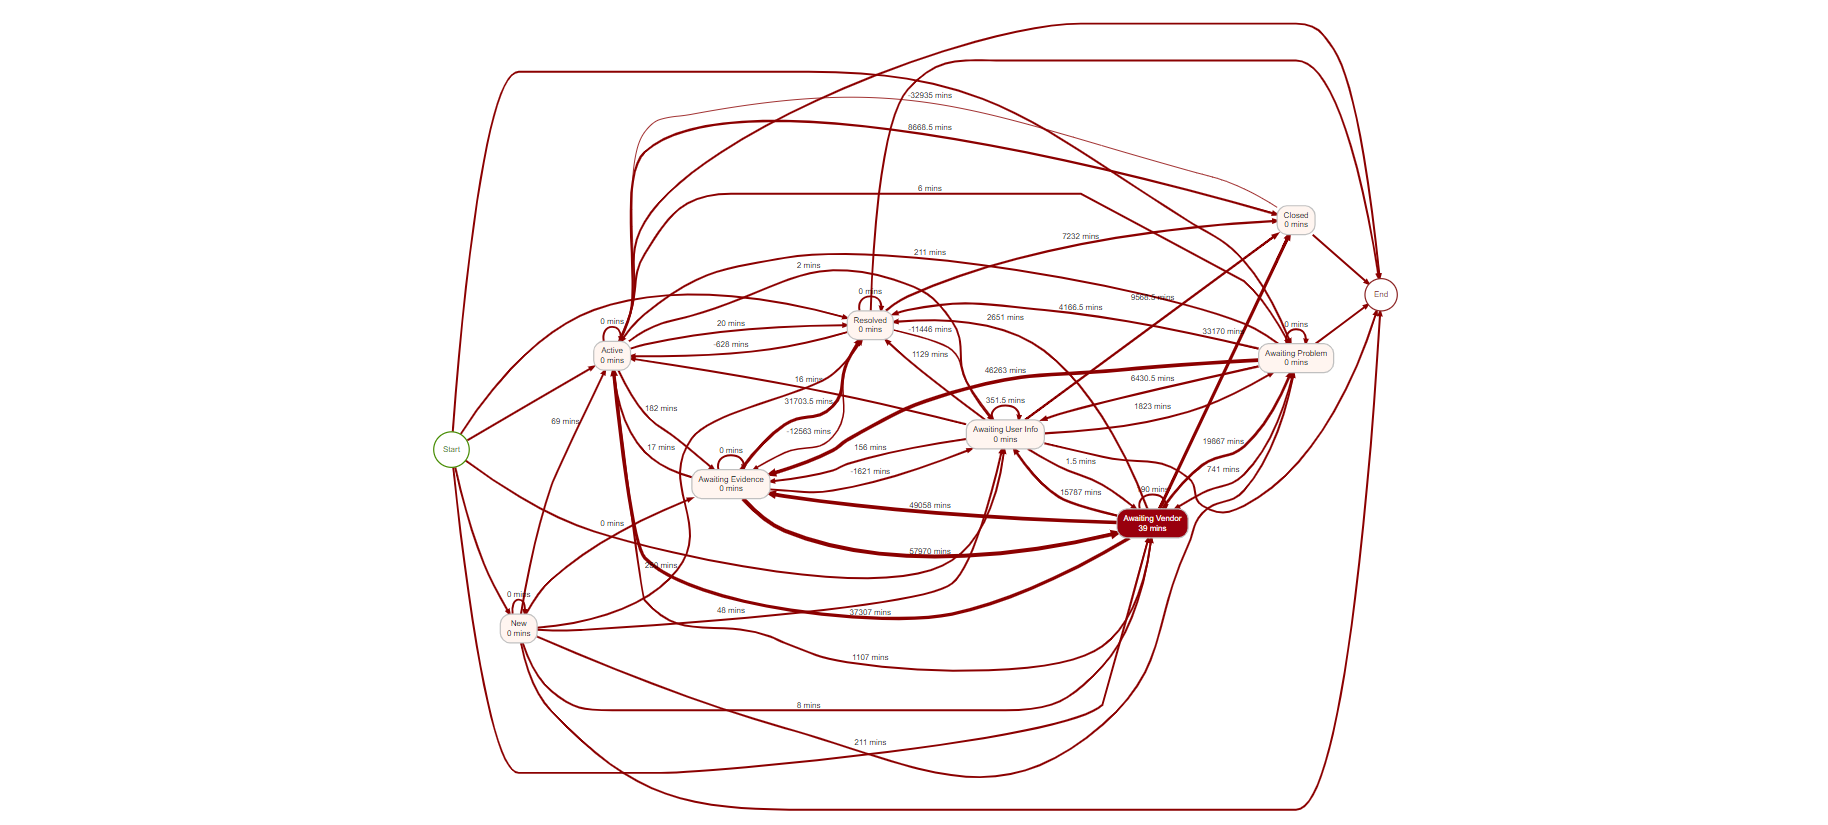 -32935 mins
8668.5 mins
6 mins
Closed
0 mins
7232 mins
211 mins
2 mins
0 mins
9568.5 mins
End
4166.5 mins
2651 mins
Resolved
0 mins
0 mins
20 mins
-11446 mins
33170 mins
0 mins
-628 mins
Active
0 mins
1129 mins
Awaiting Problem
0 mins
46263 mins
16 mins
6430.5 mins
31703.5 mins
351.5 mins
182 mins
1823 mins
69 mins
-12563 mins
Awaiting User Info
0 mins
17 mins
156 mins
19867 mins
Start
0 mins
1.5 mins
-1621 mins
741 mins
Awaiting Evidence
0 mins
15787 mins
90 mins
49058 mins
Awaiting Vendor
39 mins
0 mins
57970 mins
mins
0 mins
48 mins
37307 mins
New
0 mins
1107 mins
8 mins
211 mins